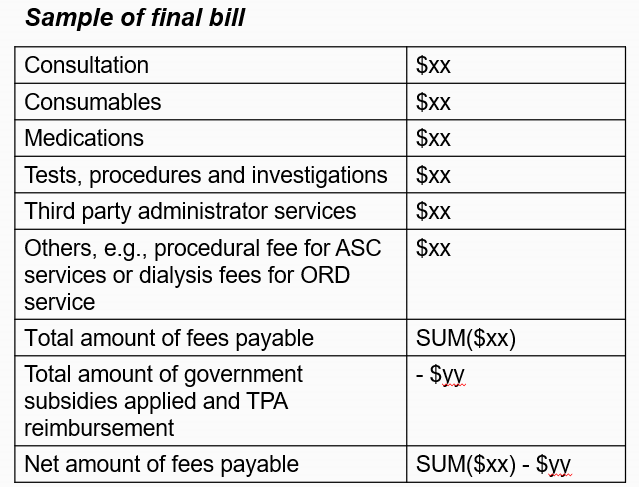 Sample of final bill
Consultation $xx
Consumables $xx
Medications $xx
Tests, procedures and investigations $xx
Third party administrator services $xx
Others, e.g., procedural fee for ASC $xx
services or dialysis fees for ORD
service
Total amount of fees payable SUM($xx)
Total amount of government - $yy
subsidies applied and TPA
reimbursement
Net amount of fees payable SUM($xx) - $yy